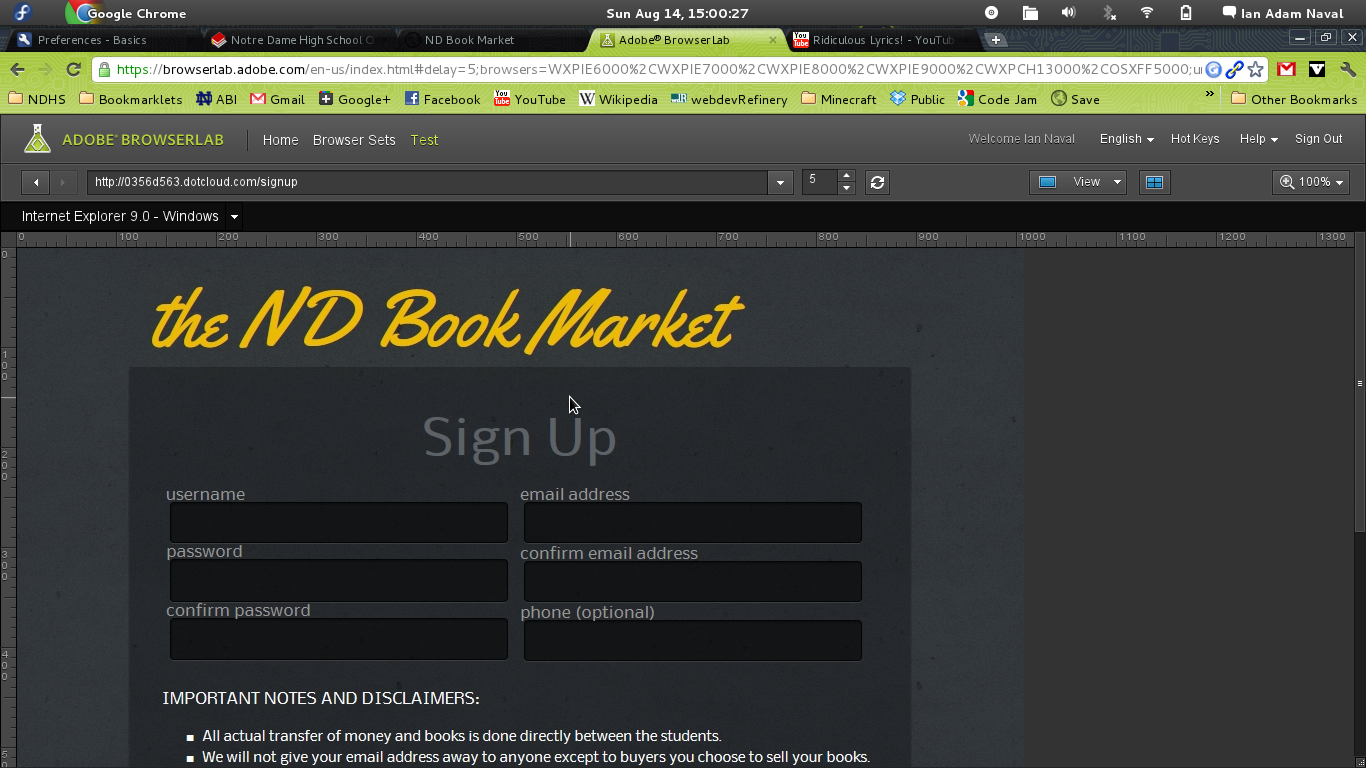 Google Chrome Sun Aug 14, 15:00:27 Ian Adam Naval
Preferences - Basics Notre Dame High School ND Book Market Adobe® BrowserLab Ridiculous Lyrics! - YouTub
https://browserlab.adobe.com/en-us/index.html#delay=5;browsers=WXPIE6000%2CWXPIE7000%2CWXPIE8000%2CWXPIE9000%2CWXPCH13000%2COSXFF5000;u
NDHS Bookmarklets ABI Gmail Google+ Facebook YouTube Wikipedia webdevRefinery Minecraft Public Code Jam Save » Other Bookmarks
ADOBE® BROWSERLAB Home Browser Sets Test Welcome Ian Naval English Hot Keys Help Sign Out
http://0356d563.dotcloud.com/signup 5 View 100%
Internet Explorer 9.0 - Windows
0 100 200 300 400 500 600 700 800 900 1000 1100 1200 1300
the ND Book Market
Sign Up
username email address
password confirm email address
confirm password phone (optional)
IMPORTANT NOTES AND DISCLAIMERS:
All actual transfer of money and books is done directly between the students.
We will not give your email address away to anyone except to buyers you choose to sell your books.